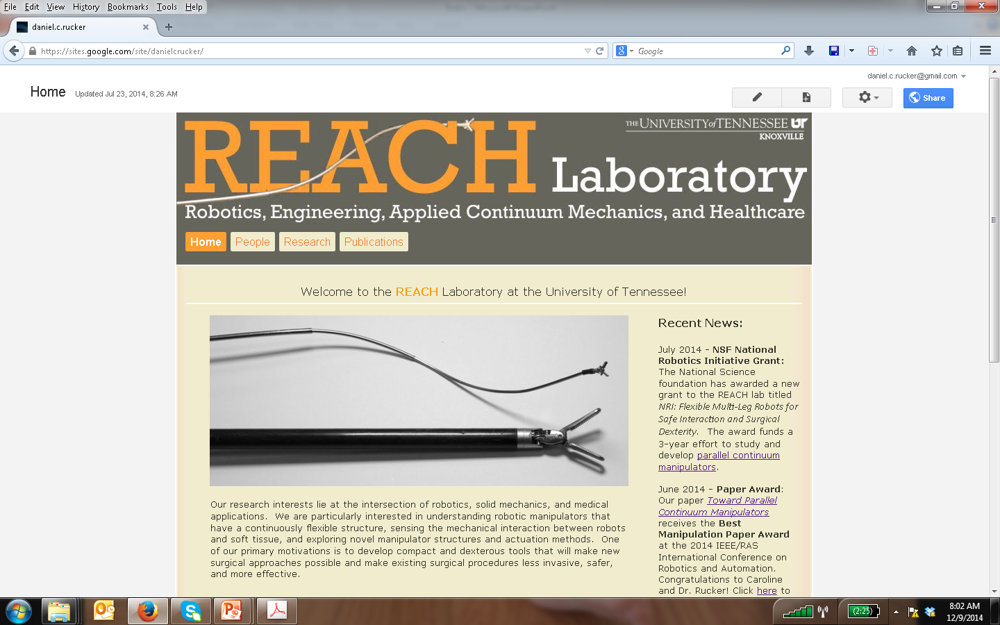 File Edit View History Bookmarks Tools Help
daniel.c.rucker
https://sites.google.com/site/danielcrucker/
Google
daniel.c.rucker@gmail.com
Home Updated Jul 23, 2014, 8:26 AM
Share
REACH Laboratory
THE UNIVERSITY of TENNESSEE UT
KNOXVILLE
Robotics, Engineering, Applied Continuum Mechanics, and Healthcare
Home People Research Publications
Welcome to the REACH Laboratory at the University of Tennessee!
Our research interests lie at the intersection of robotics, solid mechanics, and medical
applications. We are particularly interested in understanding robotic manipulators that
have a continuously flexible structure, sensing the mechanical interaction between robots
and soft tissue, and exploring novel manipulator structures and actuation methods. One
of our primary motivations is to develop compact and dexterous tools that will make new
surgical approaches possible and make existing surgical procedures less invasive, safer,
and more effective.
Recent News:
July 2014 - NSF National
Robotics Initiative Grant:
The National Science
foundation has awarded a new
grant to the REACH lab titled
NRI: Flexible Multi-Leg Robots for
Safe Interaction and Surgical
Dexterity. The award funds a
3-year effort to study and
develop parallel continuum
manipulators.
June 2014 - Paper Award:
Our paper Toward Parallel
Continuum Manipulators
receives the Best
Manipulation Paper Award
at the 2014 IEEE/RAS
International Conference on
Robotics and Automation.
Congratulations to Caroline
and Dr. Rucker! Click here to
(2:25)
8:02 AM
12/9/2014